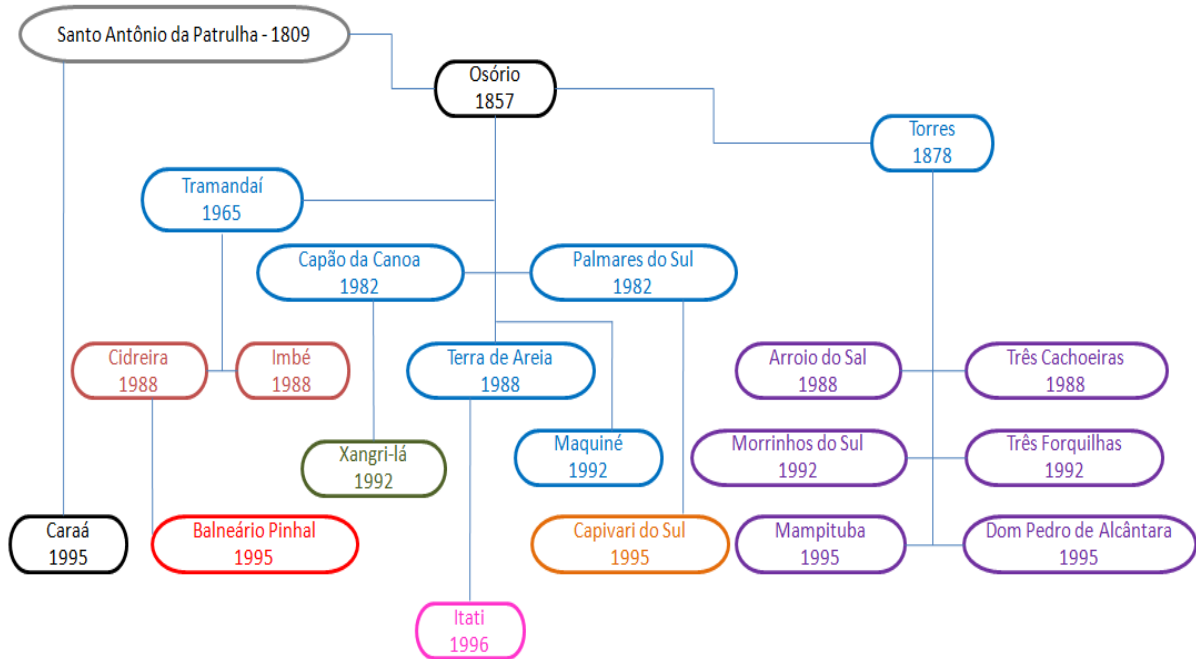 Santo Antônio da Patrulha - 1809
Osório
1857
Torres
1878
Tramandaí
1965
Capão da Canoa
1982
Palmares do Sul
1982
Cidreira
1988
Imbé
1988
Terra de Areia
1988
Arroio do Sal
1988
Três Cachoeiras
1988
Xangri-lá
1992
Maquiné
1992
Morrinhos do Sul
1992
Três Forquilhas
1992
Caraá
1995
Balneário Pinhal
1995
Capivari do Sul
1995
Mampituba
1995
Dom Pedro de Alcântara
1995
Itati
1996